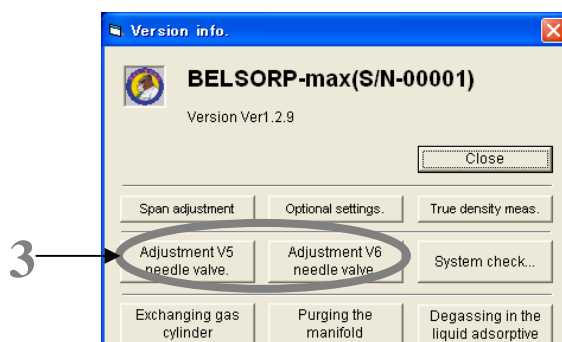 Version info.
BELSORP-max(S/N-00001)
Version Ver1.2.9
Close
Span adjustment
Optional settings.
True density meas.
3
Adjustment V5
needle valve.
Adjustment V6
needle valve
System check...
Exchanging gas
cylinder
Purging the
manifold
Degassing in the
liquid adsorptive